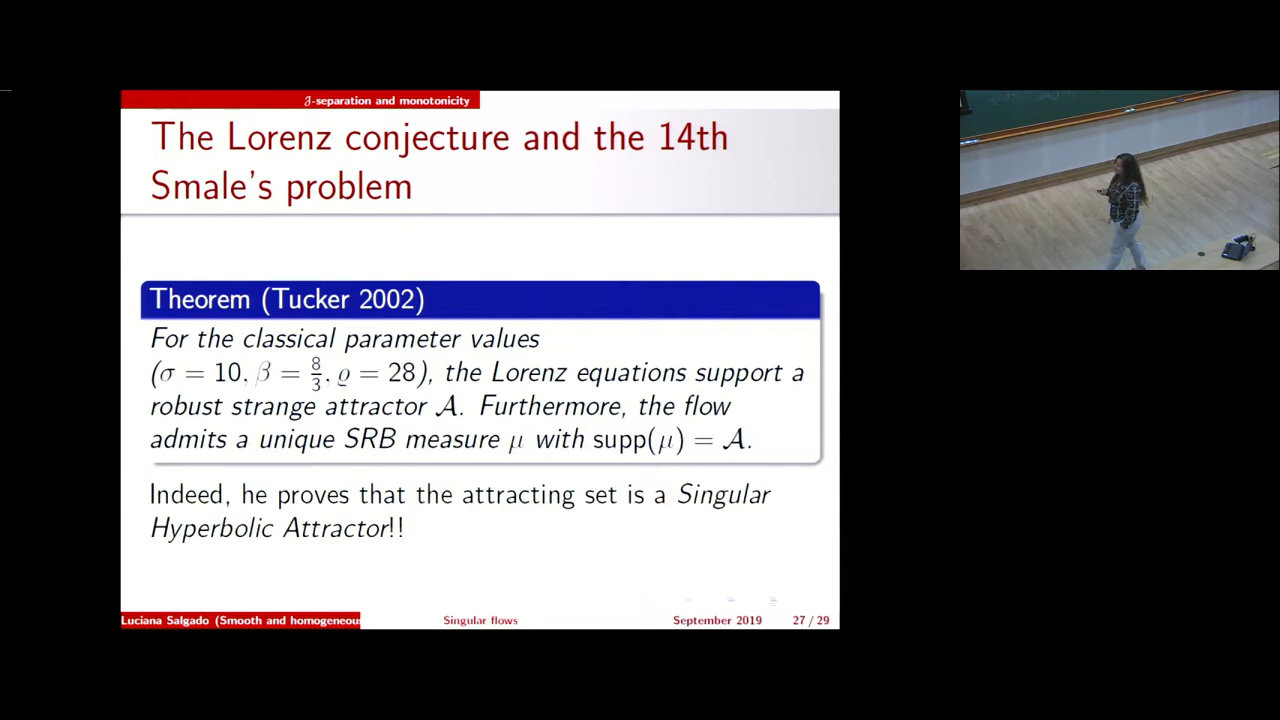 𝒥-separation and monotonicity
The Lorenz conjecture and the 14th
Smale's problem
Theorem (Tucker 2002)
For the classical parameter values
(σ = 10, β = 8/3, ϱ = 28), the Lorenz equations support a
robust strange attractor 𝒜. Furthermore, the flow
admits a unique SRB measure μ with supp(μ) = 𝒜.
Indeed, he proves that the attracting set is a Singular
Hyperbolic Attractor!!
Luciana Salgado (Smooth and homogeneou
Singular flows
September 2019
27 / 29